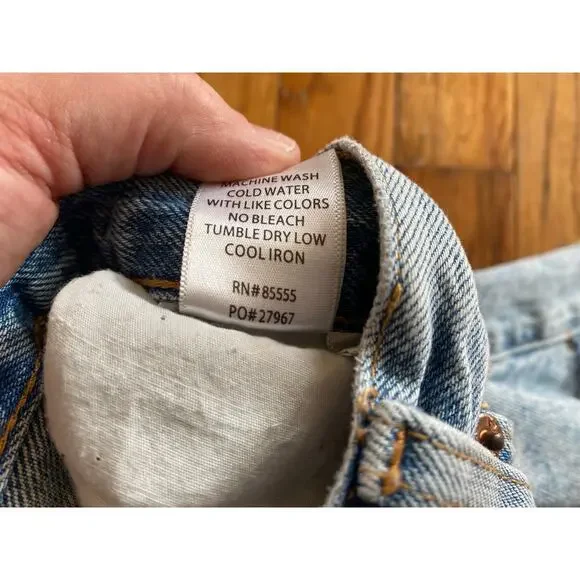 MACHINE WASH
COLD WATER
WITH LIKE COLORS
NO BLEACH
TUMBLE DRY LOW
COOL IRON
RN#85555
PO#27967